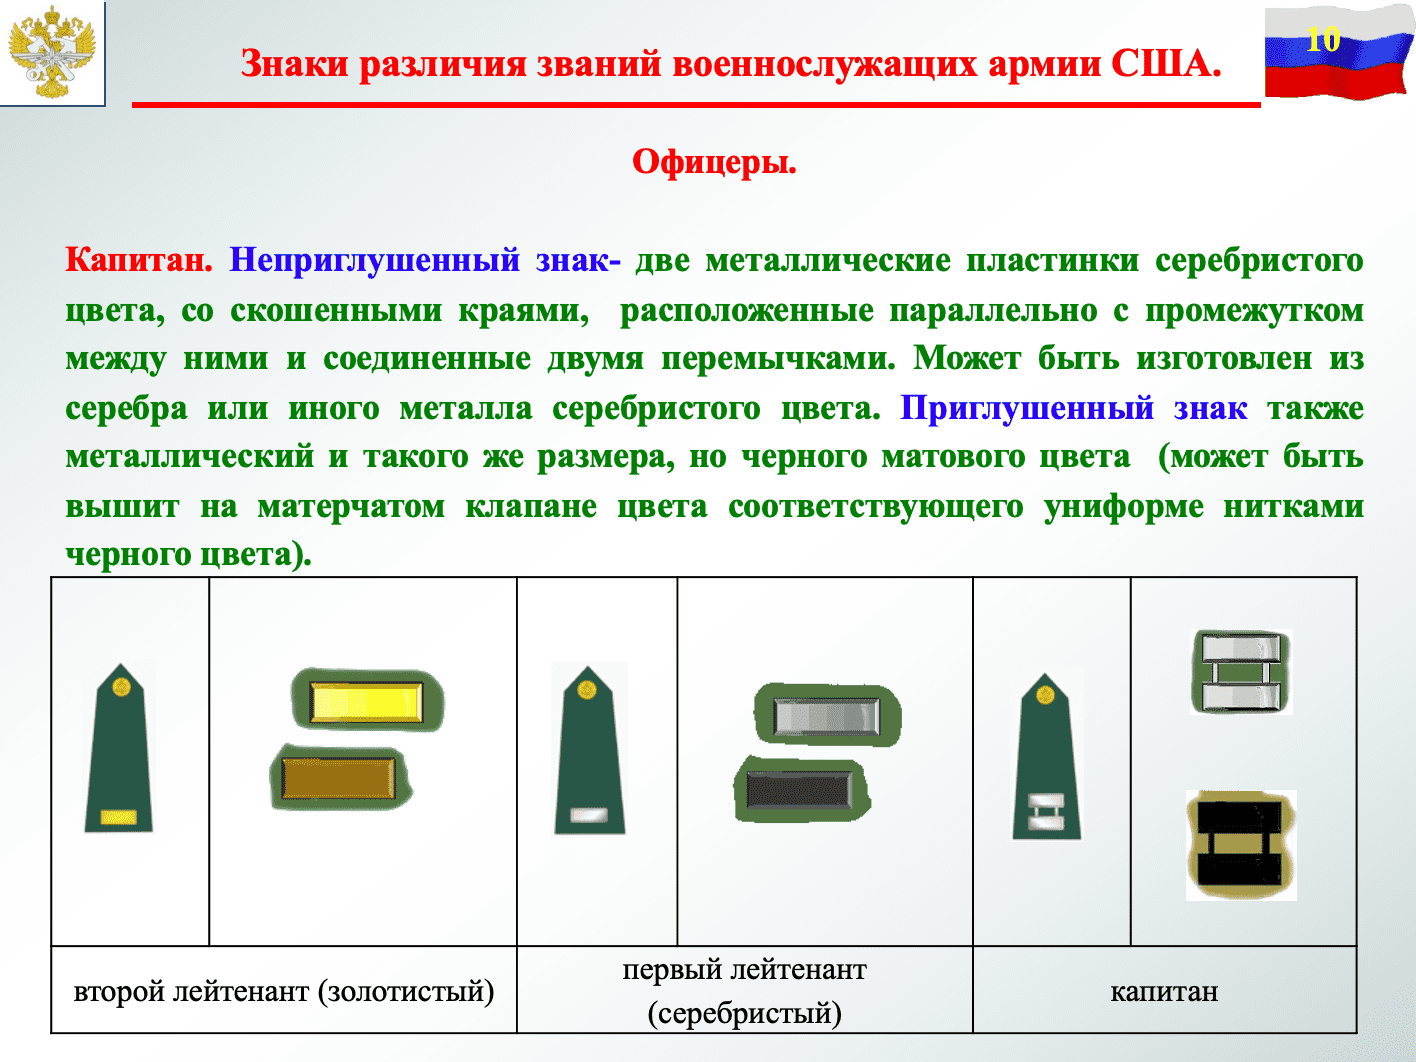 10
Знаки различия званий военнослужащих армии США.
Офицеры.
Капитан. Неприглушенный знак- две металлические пластинки серебристого
цвета, со скошенными краями, расположенные параллельно с промежутком
между ними и соединенные двумя перемычками. Может быть изготовлен из
серебра или иного металла серебристого цвета. Приглушенный знак также
металлический и такого же размера, но черного матового цвета (может быть
вышит на матерчатом клапане цвета соответствующего униформе нитками
черного цвета).
второй лейтенант (золотистый)
первый лейтенант
(серебристый)
капитан